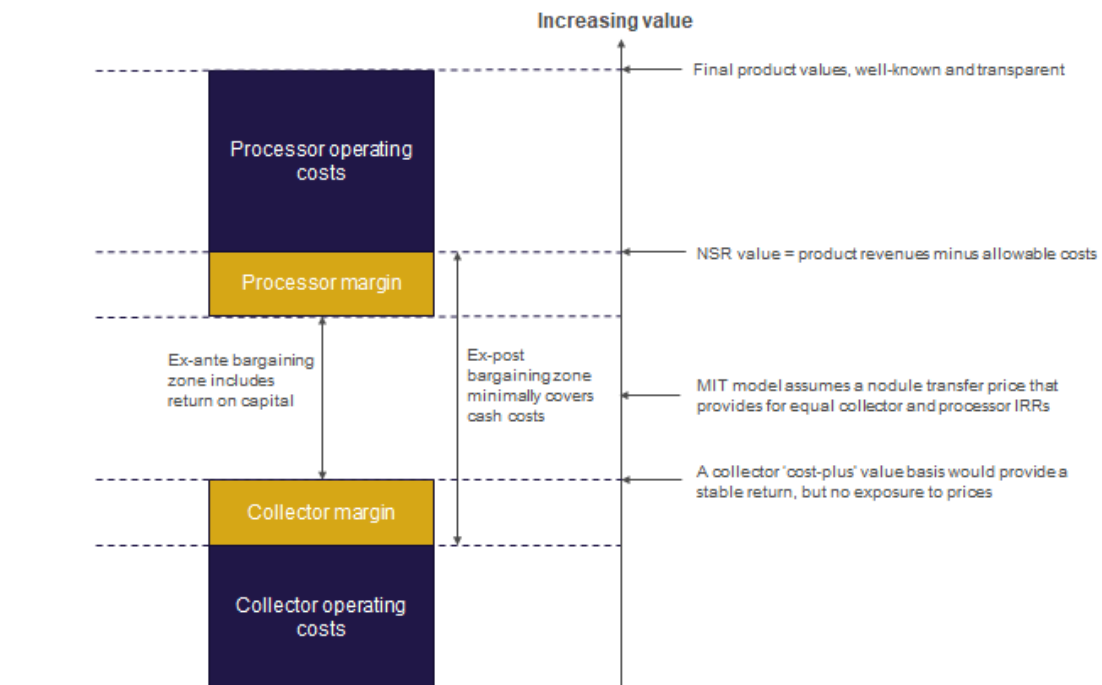 Increasing value
Final product values, well-known and transparent
Processor operating
costs
NSR value = product revenues minus allowable costs
Processor margin
Ex-ante bargaining
zone includes
return on capital
Ex-post
bargaining zone
minimally covers
cash costs
MIT model assumes a nodule transfer price that
provides for equal collector and processor IRRs
A collector 'cost-plus' value basis would provide a
stable return, but no exposure to prices
Collector margin
Collector operating
costs